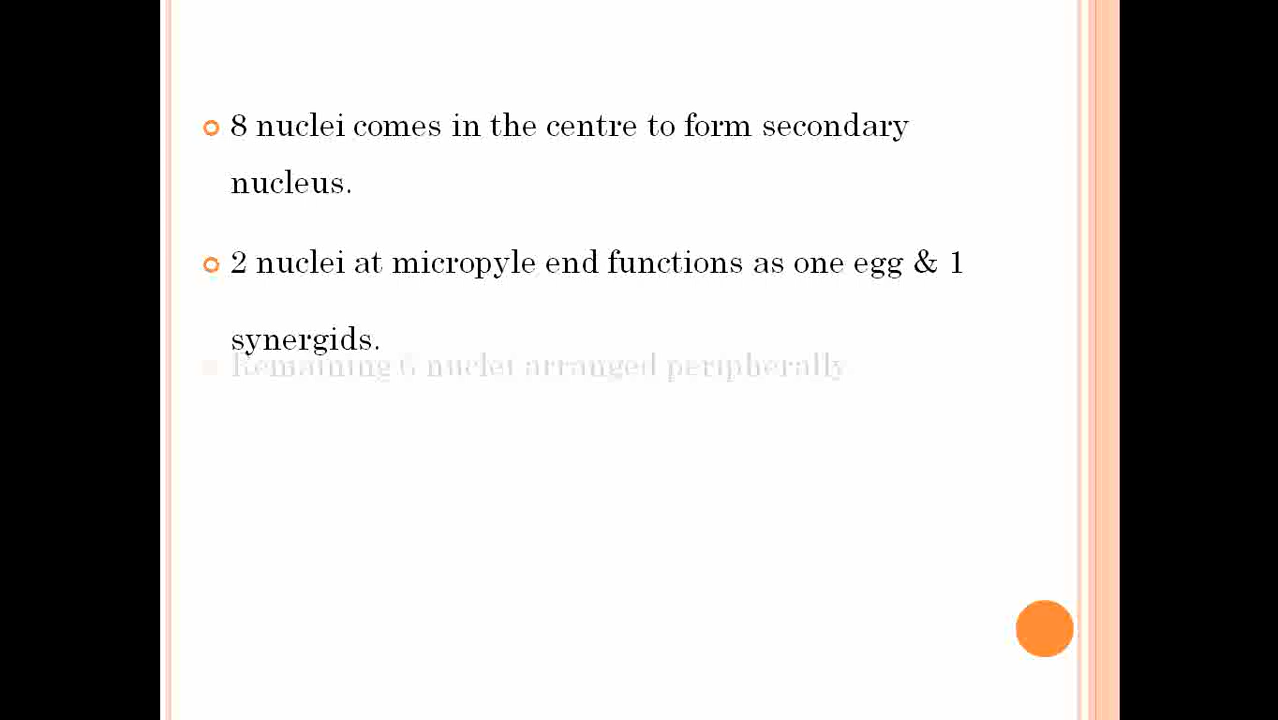 8 nuclei comes in the centre to form secondary
nucleus.
2 nuclei at micropyle end functions as one egg & 1
synergids.
Remaining 6 nuclei arranged peripherally